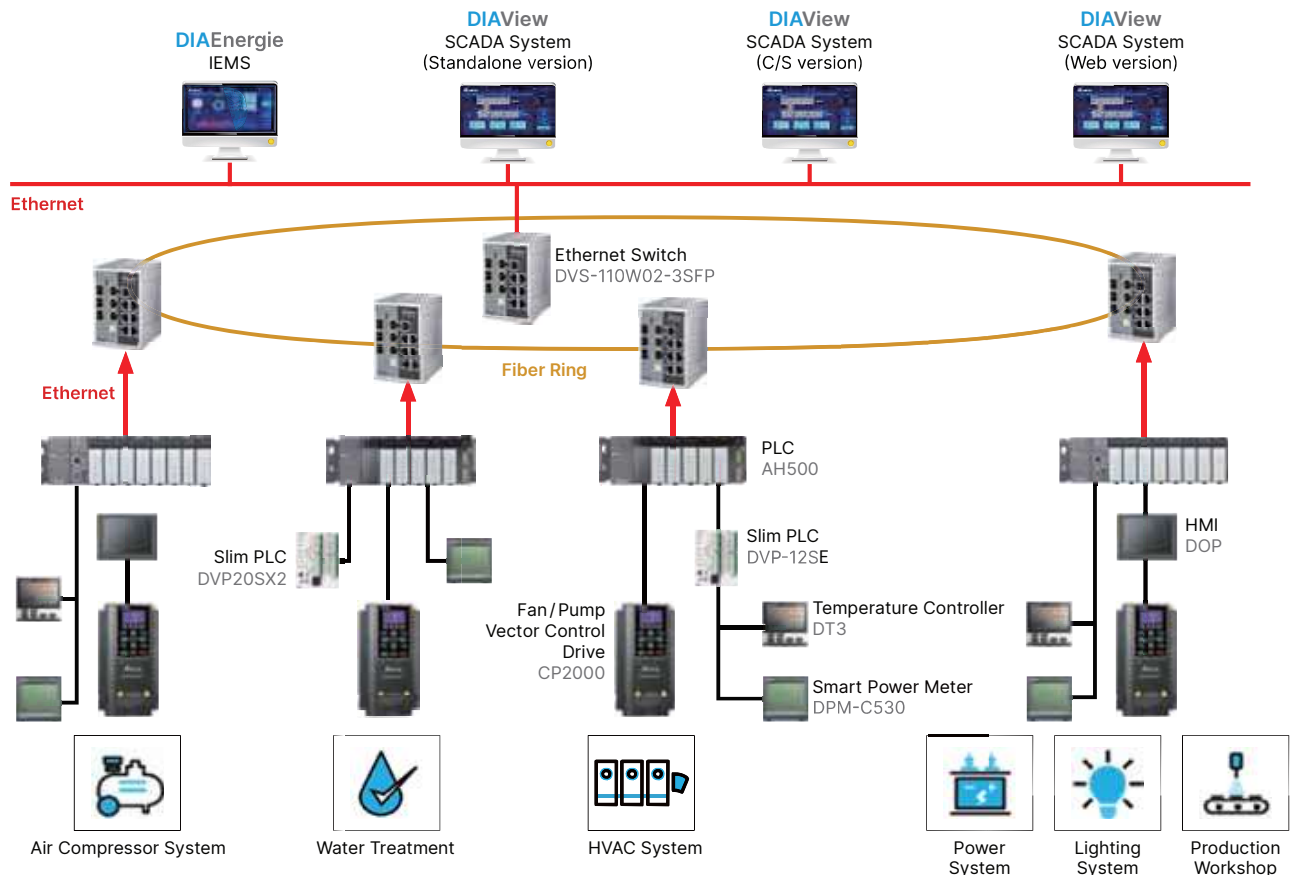 DIAEnergie
IEMS
DIAView
SCADA System
(Standalone version)
DIAView
SCADA System
(C/S version)
DIAView
SCADA System
(Web version)
Ethernet
Ethernet Switch
DVS-110W02-3SFP
Fiber Ring
Ethernet
PLC
AH500
Slim PLC
DVP20SX2
Slim PLC
DVP-12SE
HMI
DOP
Fan/Pump
Vector Control
Drive
CP2000
Temperature Controller
DT3
Smart Power Meter
DPM-C530
Air Compressor System
Water Treatment
HVAC System
Power
System
Lighting
System
Production
Workshop